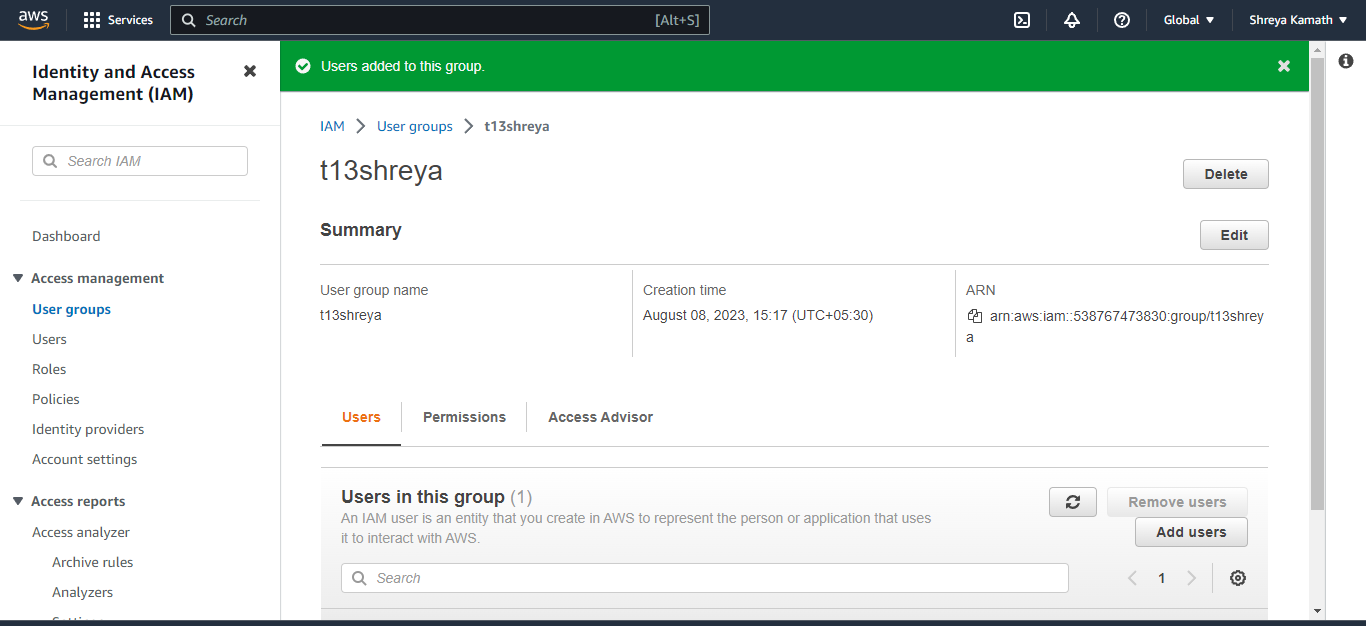 aws
Services
Search
[Alt+S]
Global
Shreya Kamath
Identity and Access
Management (IAM)
Search IAM
Dashboard
Access management
User groups
Users
Roles
Policies
Identity providers
Account settings
Access reports
Access analyzer
Archive rules
Analyzers
Settings
Users added to this group.
IAM
User groups
t13shreya
t13shreya
Delete
Summary
Edit
User group name
t13shreya
Creation time
August 08, 2023, 15:17 (UTC+05:30)
ARN
arn:aws:iam::538767473830:group/t13shrey
a
Users
Permissions
Access Advisor
Users in this group (1)
An IAM user is an entity that you create in AWS to represent the person or application that uses
it to interact with AWS.
Remove users
Add users
Search
1